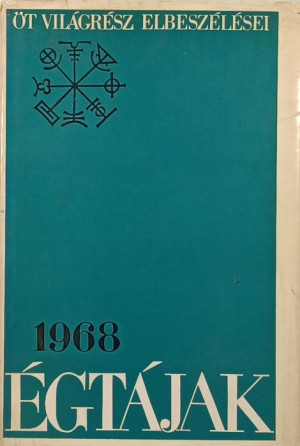 ÖT VILÁGRÉSZ ELBESZÉLÉSEI
1968
ÉGTÁJAK